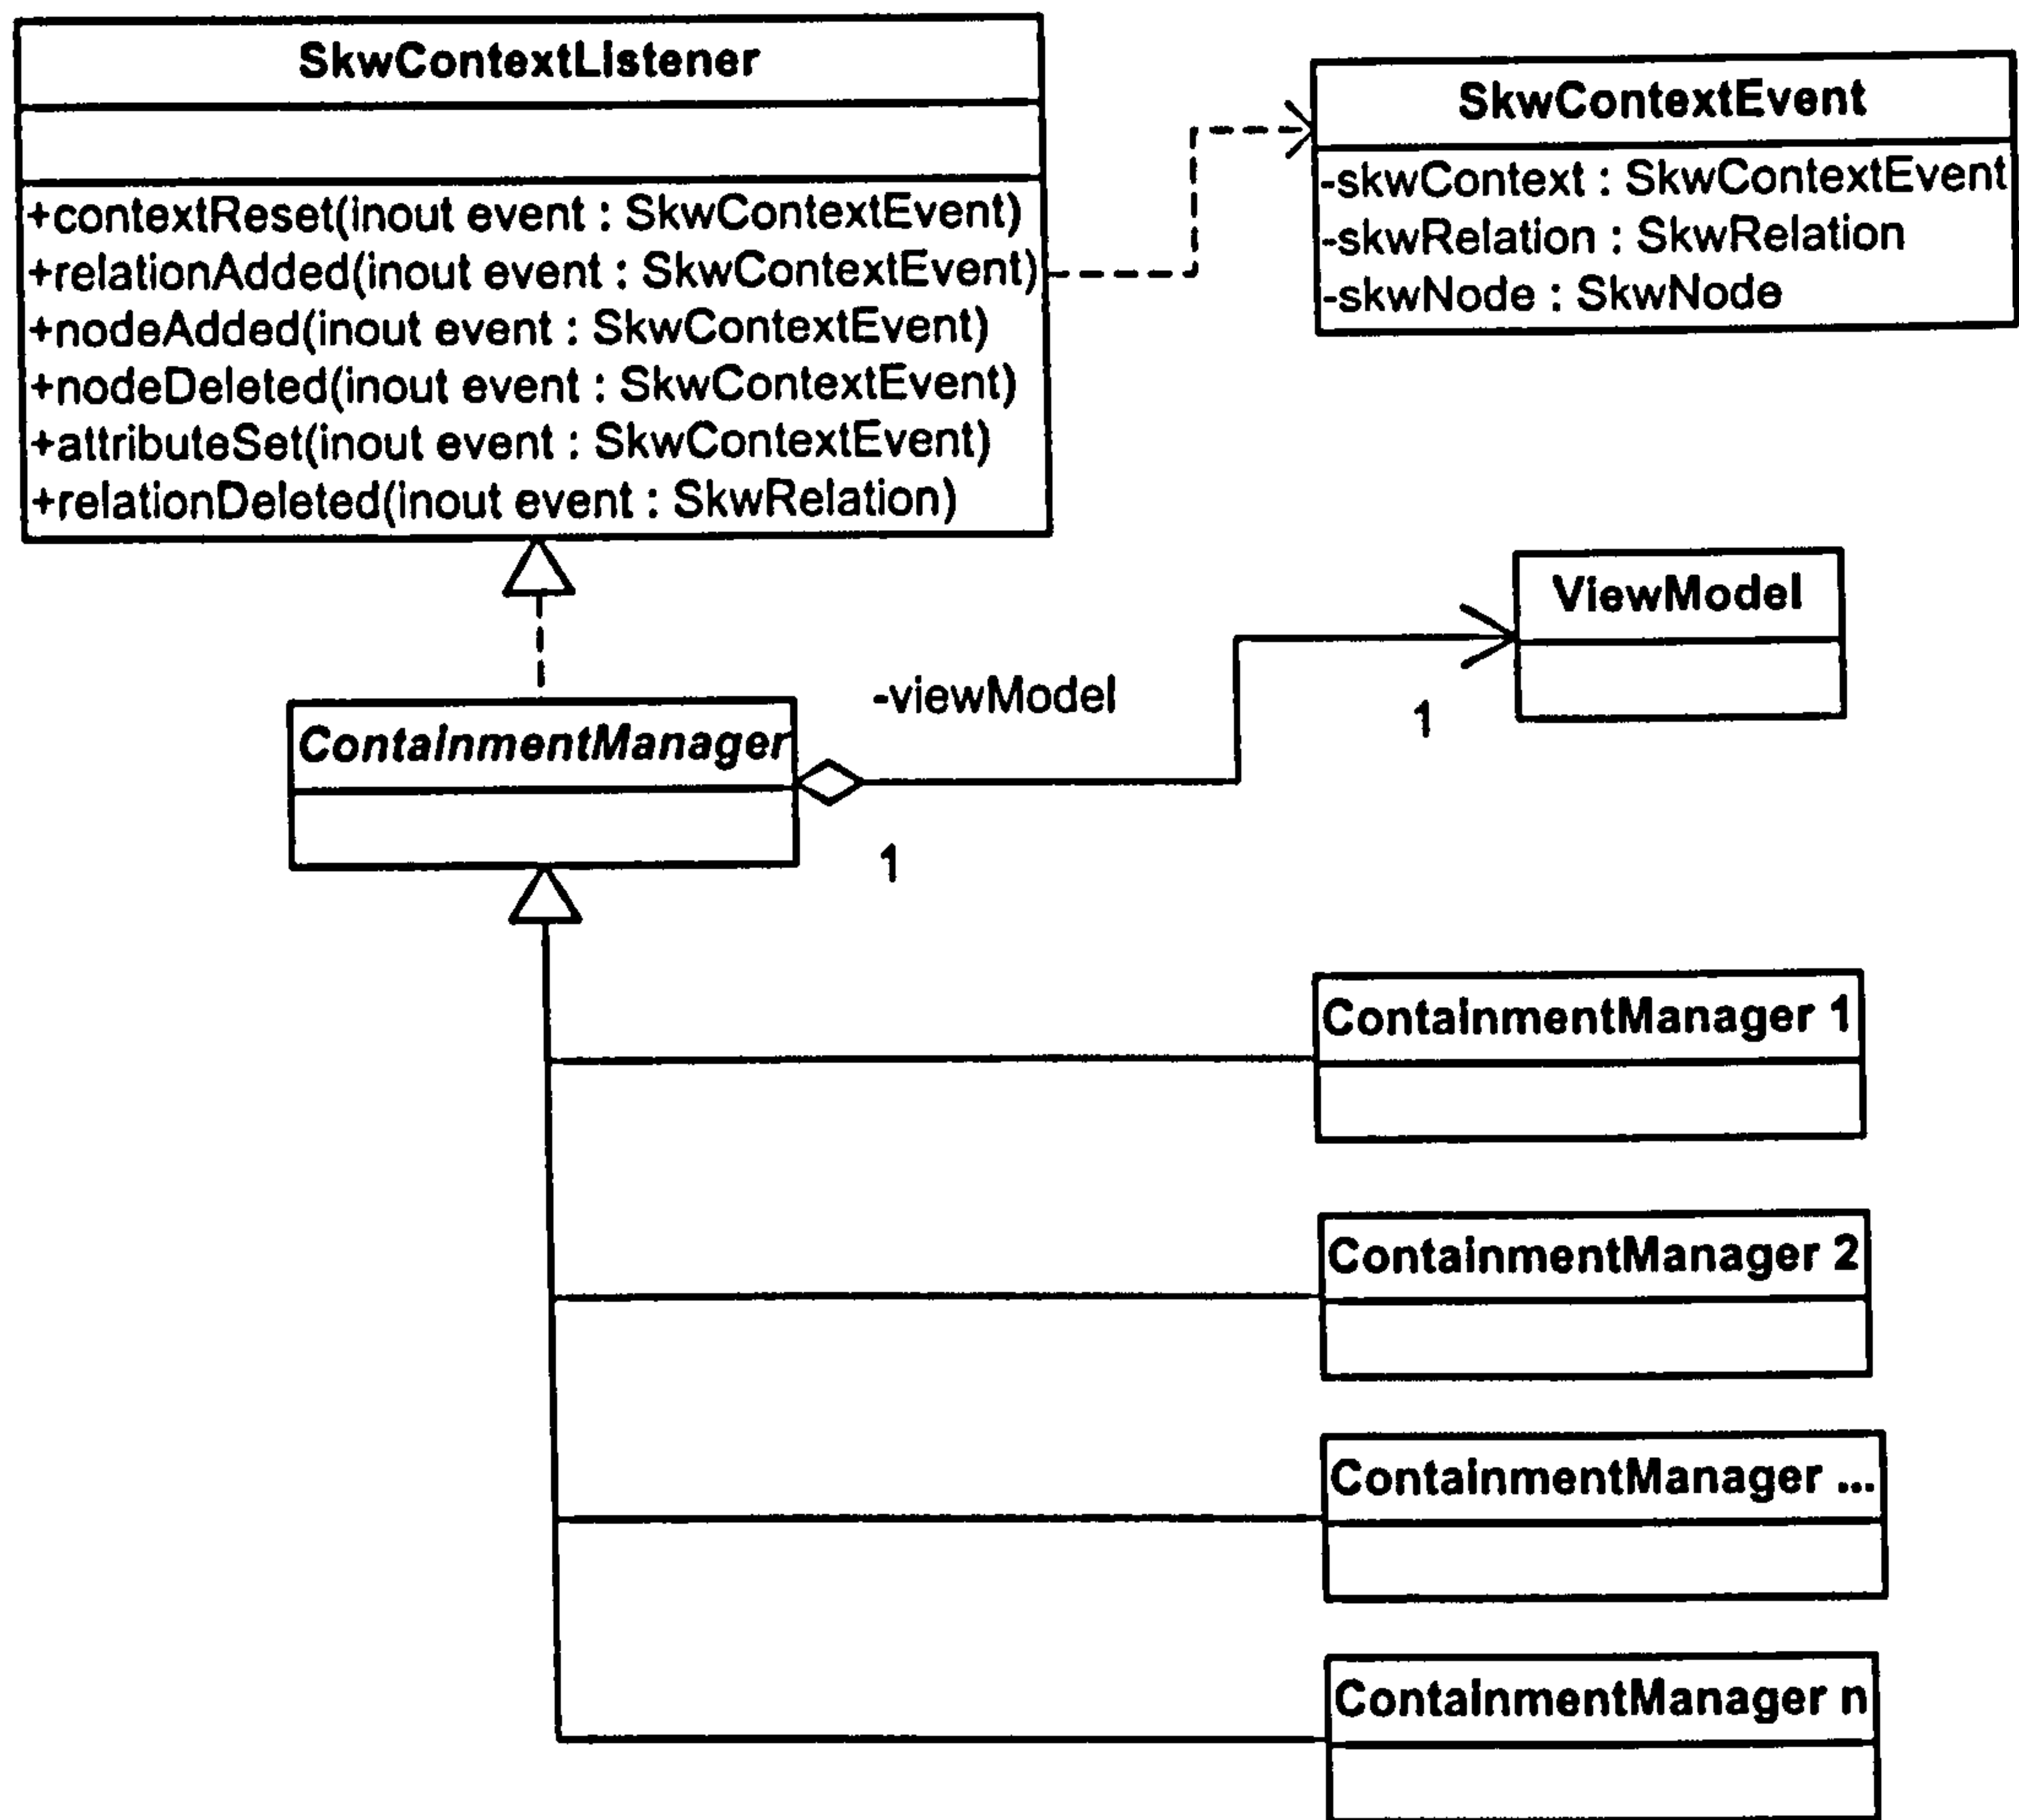 SkwContextListener
+contextReset(inout event : SkwContextEvent)
+relationAdded(inout event : SkwContextEvent)
+nodeAdded(inout event : SkwContextEvent)
+nodeDeleted(inout event : SkwContextEvent)
+attributeSet(inout event : SkwContextEvent)
+relationDeleted(inout event : SkwRelation)
SkwContextEvent
-skwContext : SkwContextEvent
-skwRelation : SkwRelation
-skwNode : SkwNode
ViewModel
-viewModel
1
ContainmentManager
1
ContainmentManager 1
ContainmentManager 2
ContainmentManager ...
ContainmentManager n